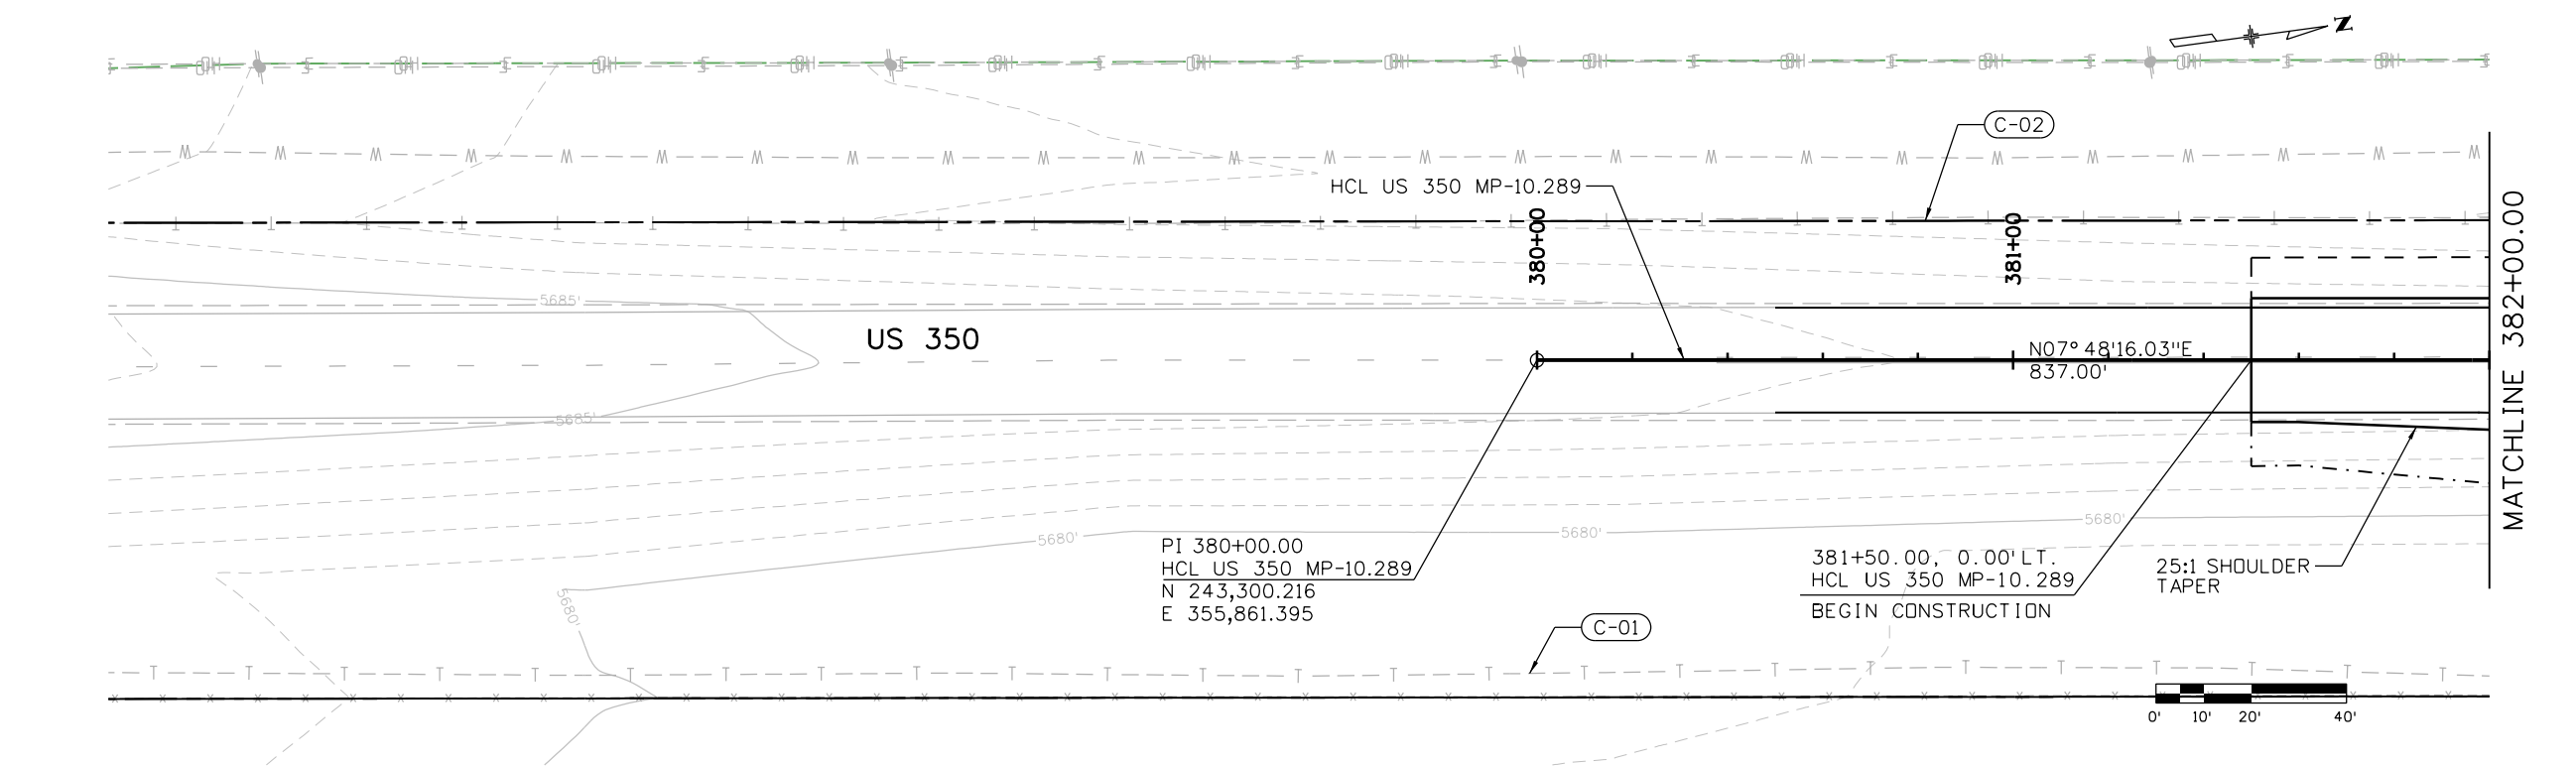 N
C-02
HCL US 350 MP-10.289
380+00
381+00
5685'
US 350
N07°48'16.03"E
837.00'
5685'
MATCHLINE 382+00.00
5680'
5680'
5680'
PI 380+00.00
HCL US 350 MP-10.289
N 243,300.216
E 355,861.395
381+50.00, 0.00'LT.
HCL US 350 MP-10.289
BEGIN CONSTRUCTION
25:1 SHOULDER
TAPER
5680'
C-01
0' 10' 20' 40'